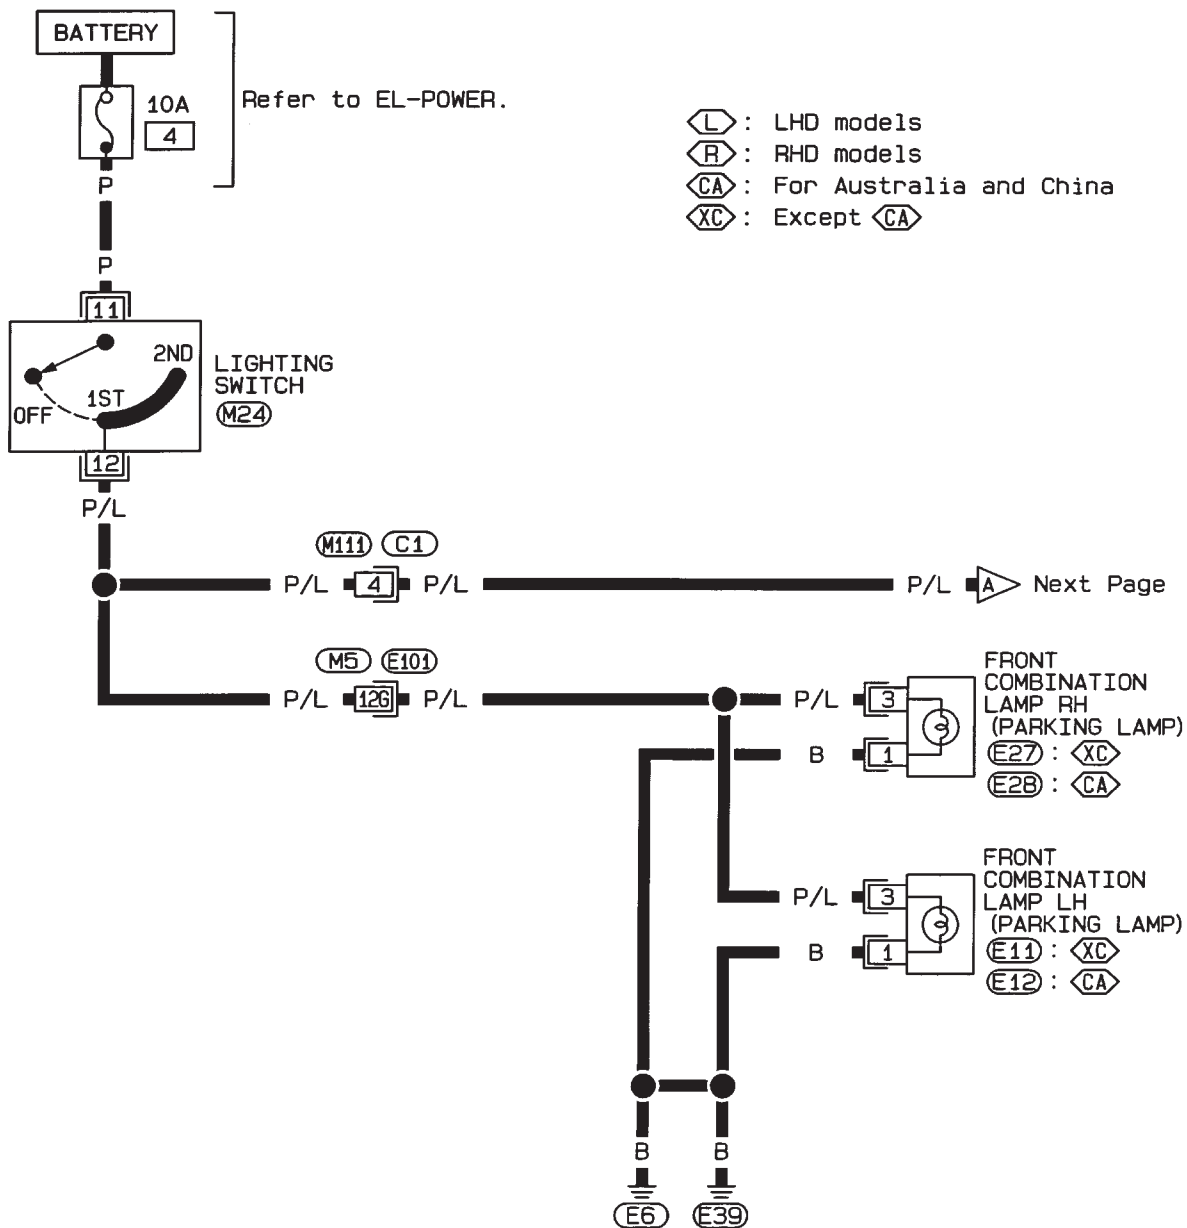 BATTERY
10A
4
Refer to EL-POWER.
L : LHD models
R : RHD models
CA : For Australia and China
XC : Except CA
P
P
11
2ND
1ST
OFF
LIGHTING
SWITCH
M24
12
P/L
M111 C1
P/L 4 P/L P/L A Next Page
M5 E101
P/L 12G P/L P/L 3
B 1
FRONT
COMBINATION
LAMP RH
(PARKING LAMP)
E27 : XC
E28 : CA
P/L 3
B 1
FRONT
COMBINATION
LAMP LH
(PARKING LAMP)
E11 : XC
E12 : CA
B B
E6 E39